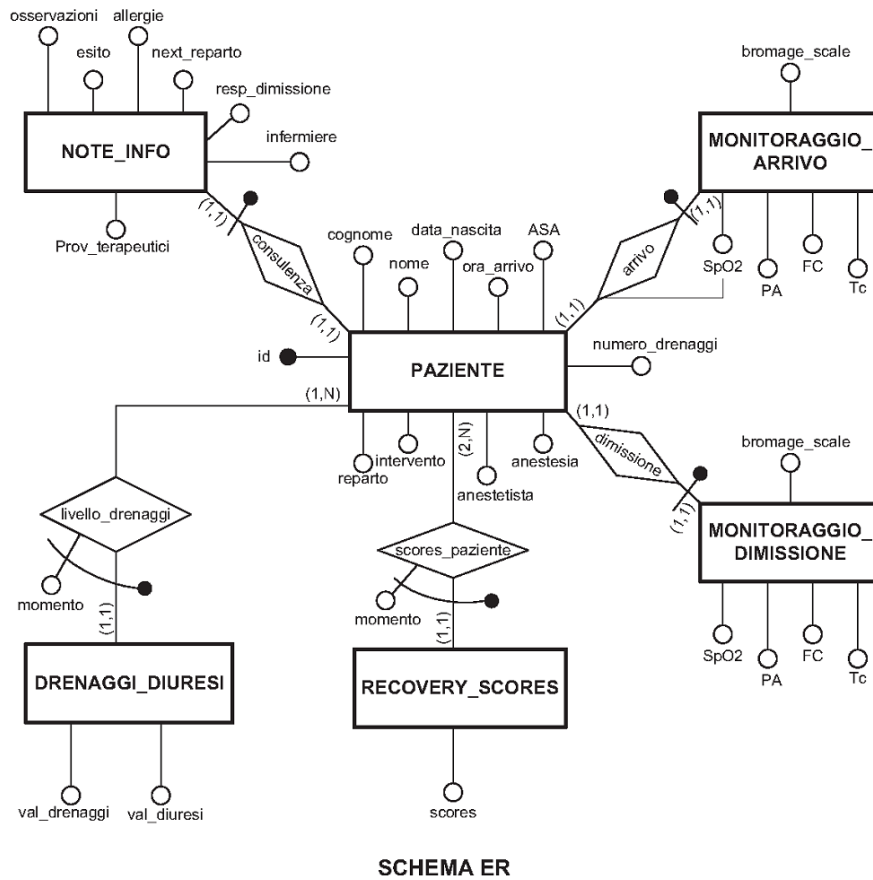 osservazioni
allergie
esito
next_reparto
resp_dimissione
infermiere
NOTE_INFO
Prov_terapeutici
(1,1)
consulenza
(1,1)
bromage_scale
MONITORAGGIO_
ARRIVO
(1,1)
arrivo
(1,1)
SpO2
PA
FC
Tc
cognome
nome
data_nascita
ora_arrivo
ASA
id
PAZIENTE
numero_drenaggi
(1,N)
reparto
intervento
(2,N)
anestetista
anestesia
(1,1)
dimissione
(1,1)
bromage_scale
MONITORAGGIO_
DIMISSIONE
SpO2
PA
FC
Tc
livello_drenaggi
momento
(1,1)
DRENAGGI_DIURESI
val_drenaggi
val_diuresi
scores_paziente
momento
(1,1)
RECOVERY_SCORES
scores
SCHEMA ER